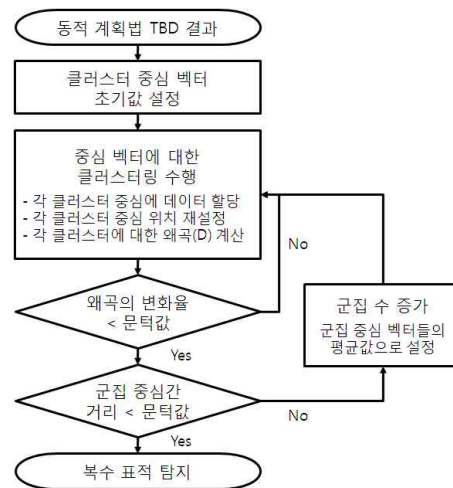 동적 계획법 TBD 결과
클러스터 중심 벡터
초기값 설정
중심 벡터에 대한
클러스터링 수행
- 각 클러스터 중심에 데이터 할당
- 각 클러스터 중심 위치 재설정
- 각 클러스터에 대한 왜곡(D) 계산
No
왜곡의 변화율
< 문턱값
군집 수 증가
군집 중심 벡터들의
평균값으로 설정
Yes
군집 중심간
거리 < 문턱값
No
Yes
복수 표적 탐지